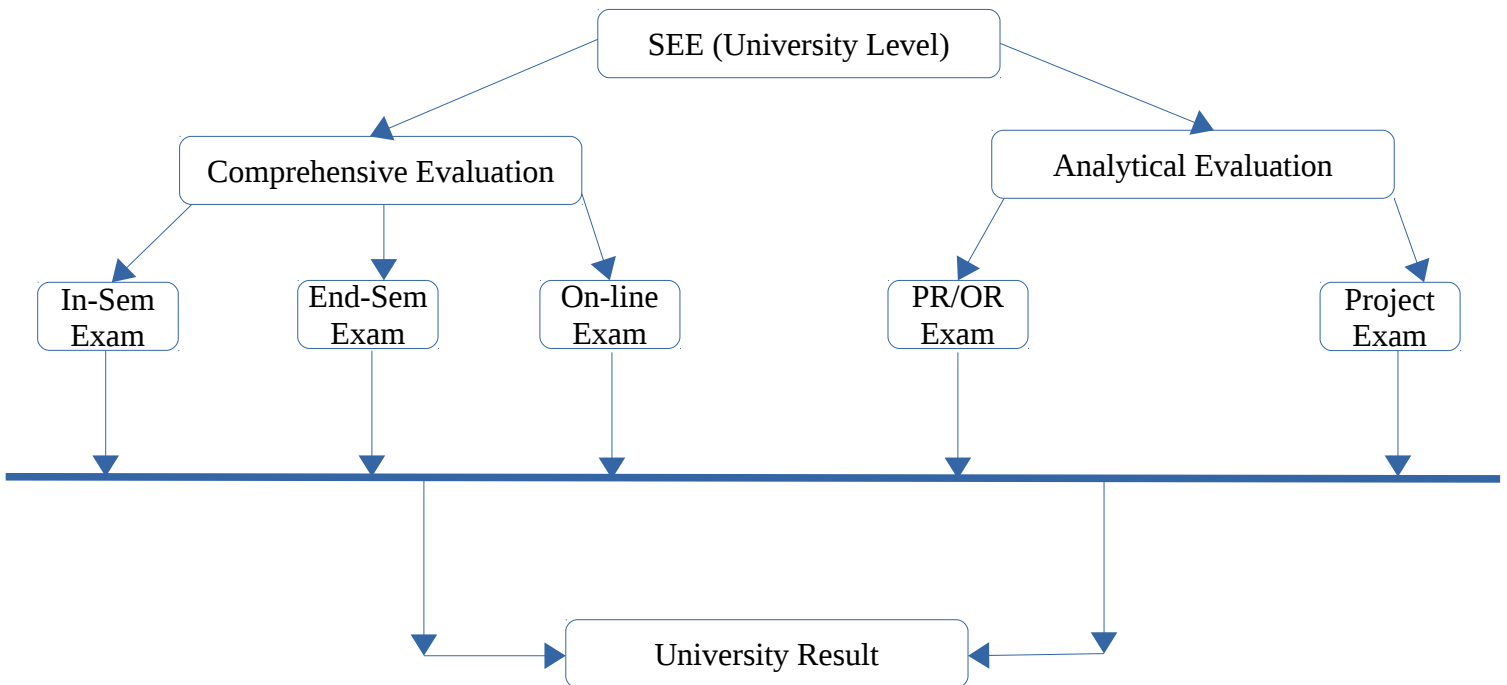 SEE (University Level)
Comprehensive Evaluation
Analytical Evaluation
In-Sem
Exam
End-Sem
Exam
On-line
Exam
PR/OR
Exam
Project
Exam
University Result